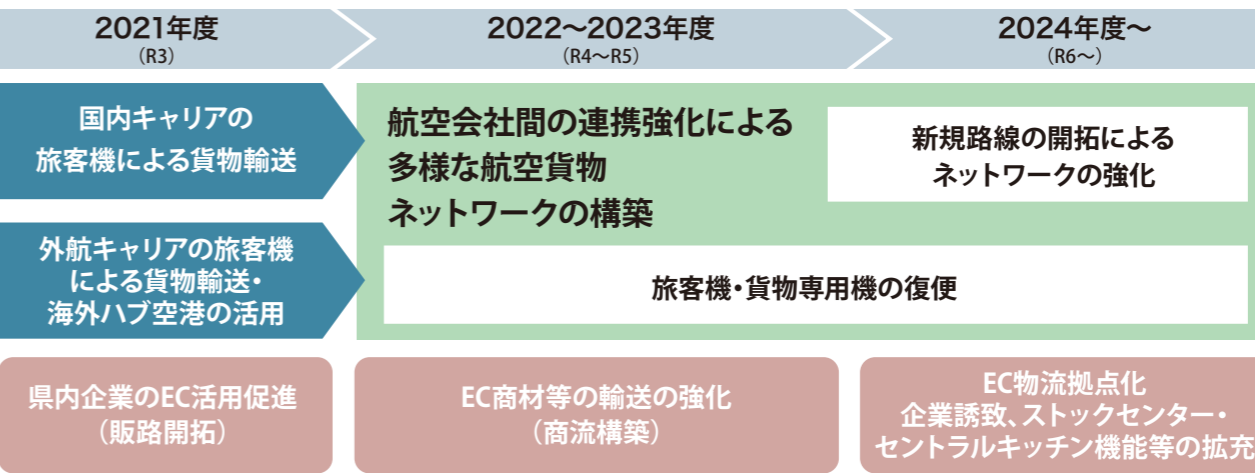 2021年度
(R3)
2022～2023年度
(R4～R5)
2024年度～
(R6～)
国内キャリアの
旅客機による貨物輸送
外航キャリアの旅客機
による貨物輸送・
海外ハブ空港の活用
航空会社間の連携強化による
多様な航空貨物
ネットワークの構築
新規路線の開拓による
ネットワークの強化
旅客機・貨物専用機の復便
県内企業のEC活用促進
（販路開拓）
EC商材等の輸送の強化
（商流構築）
EC物流拠点化
企業誘致、ストックセンター・
セントラルキッチン機能等の拡充